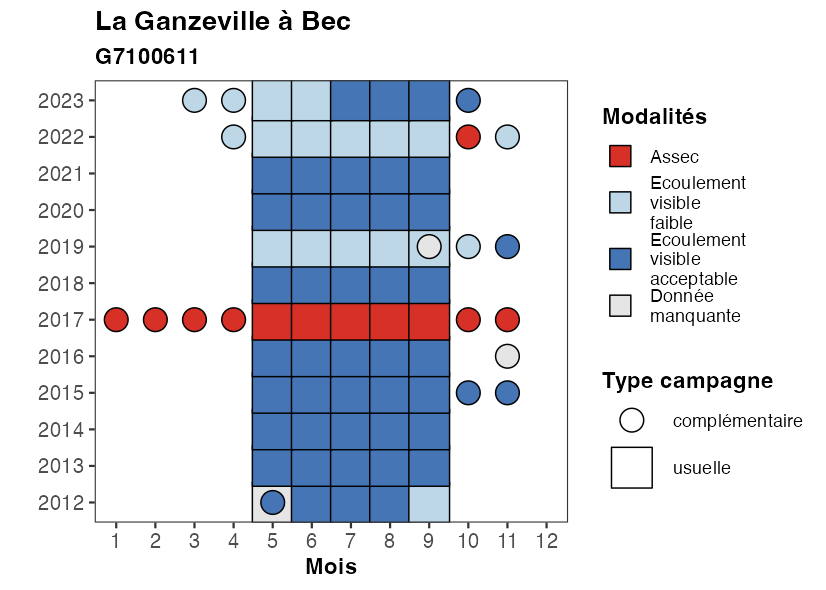 La Ganzeville à Bec
G7100611
2023
2022
2021
2020
2019
2018
2017
2016
2015
2014
2013
2012
1 2 3 4 5 6 7 8 9 10 11 12
Mois
Modalités
Assec
Ecoulement
visible
faible
Ecoulement
visible
acceptable
Donnée
manquante
Type campagne
complémentaire
usuelle